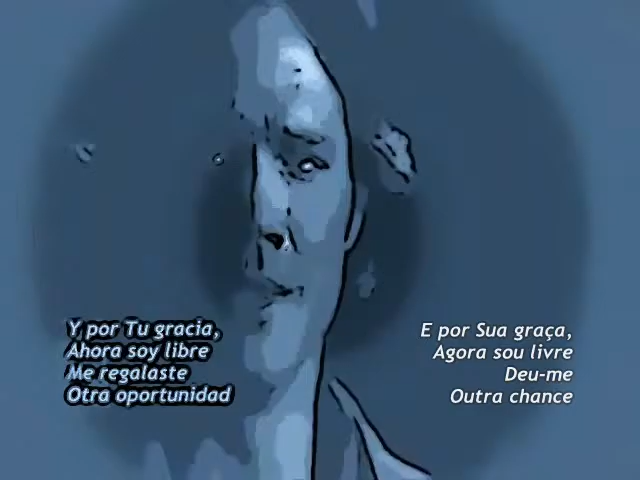 Y por Tu gracia,
Ahora soy libre
Me regalaste
Otra oportunidad
E por Sua graça,
Agora sou livre
Deu-me
Outra chance